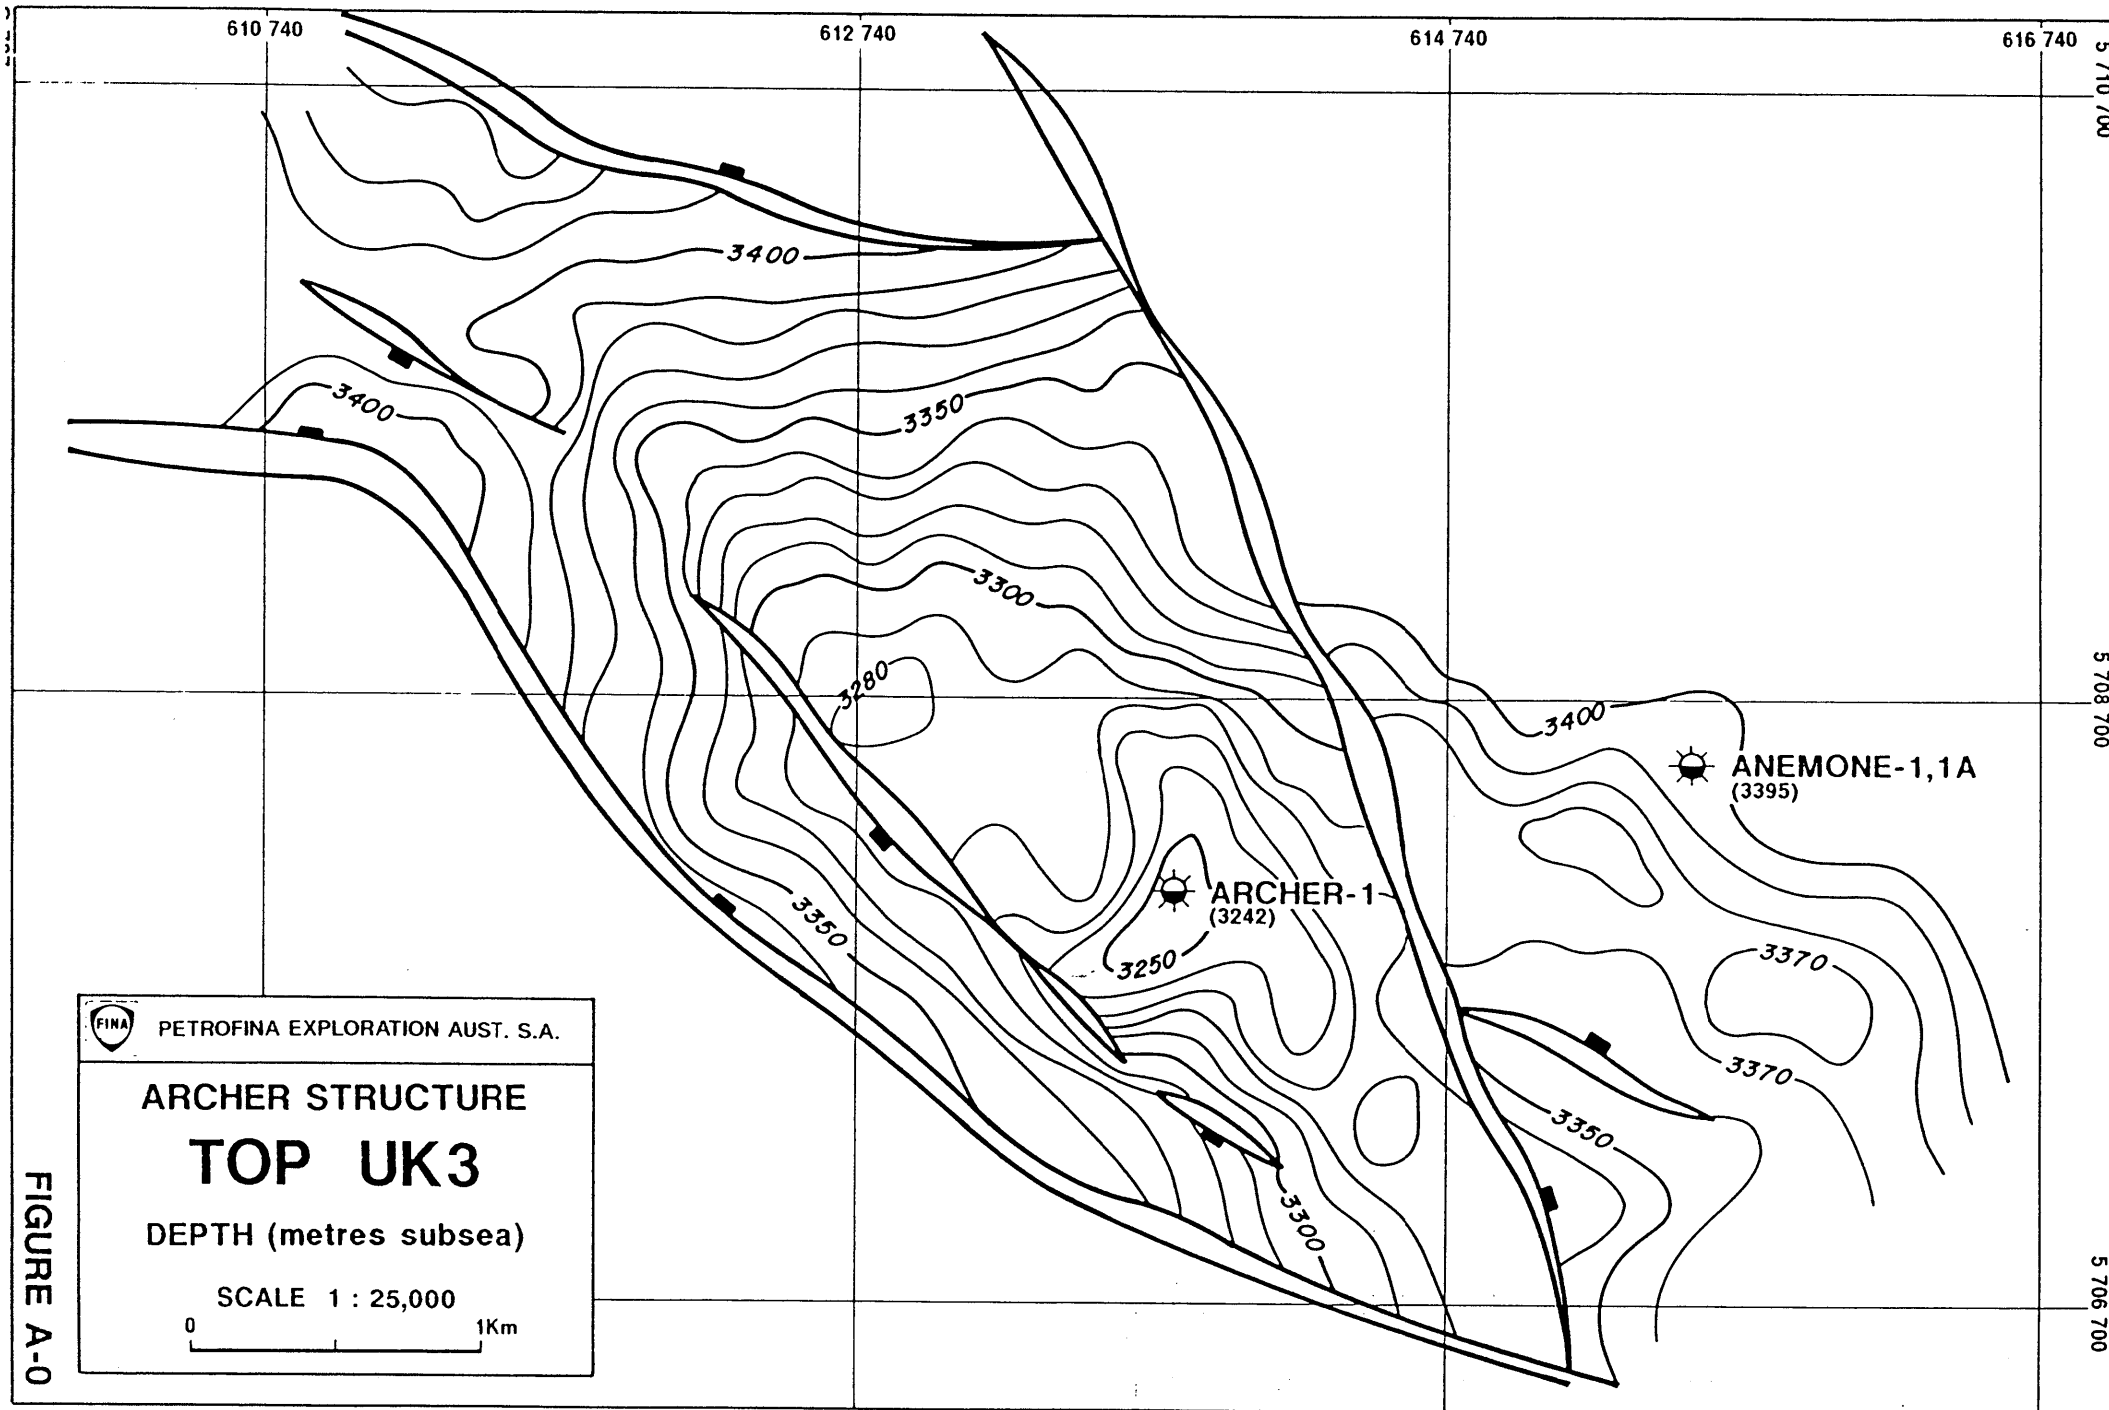 610 740
612 740
614 740
616 740
5 710 700
3400
3400
3350
3300
3280
5 708 700
3400
ANEMONE-1,1A
(3395)
ARCHER-1
(3242)
3350
3250
3370
3370
3350
3300
5 706 700
FINA
PETROFINA EXPLORATION AUST. S.A.
ARCHER STRUCTURE
TOP UK3
DEPTH (metres subsea)
SCALE 1 : 25,000
0 1Km
FIGURE A-0